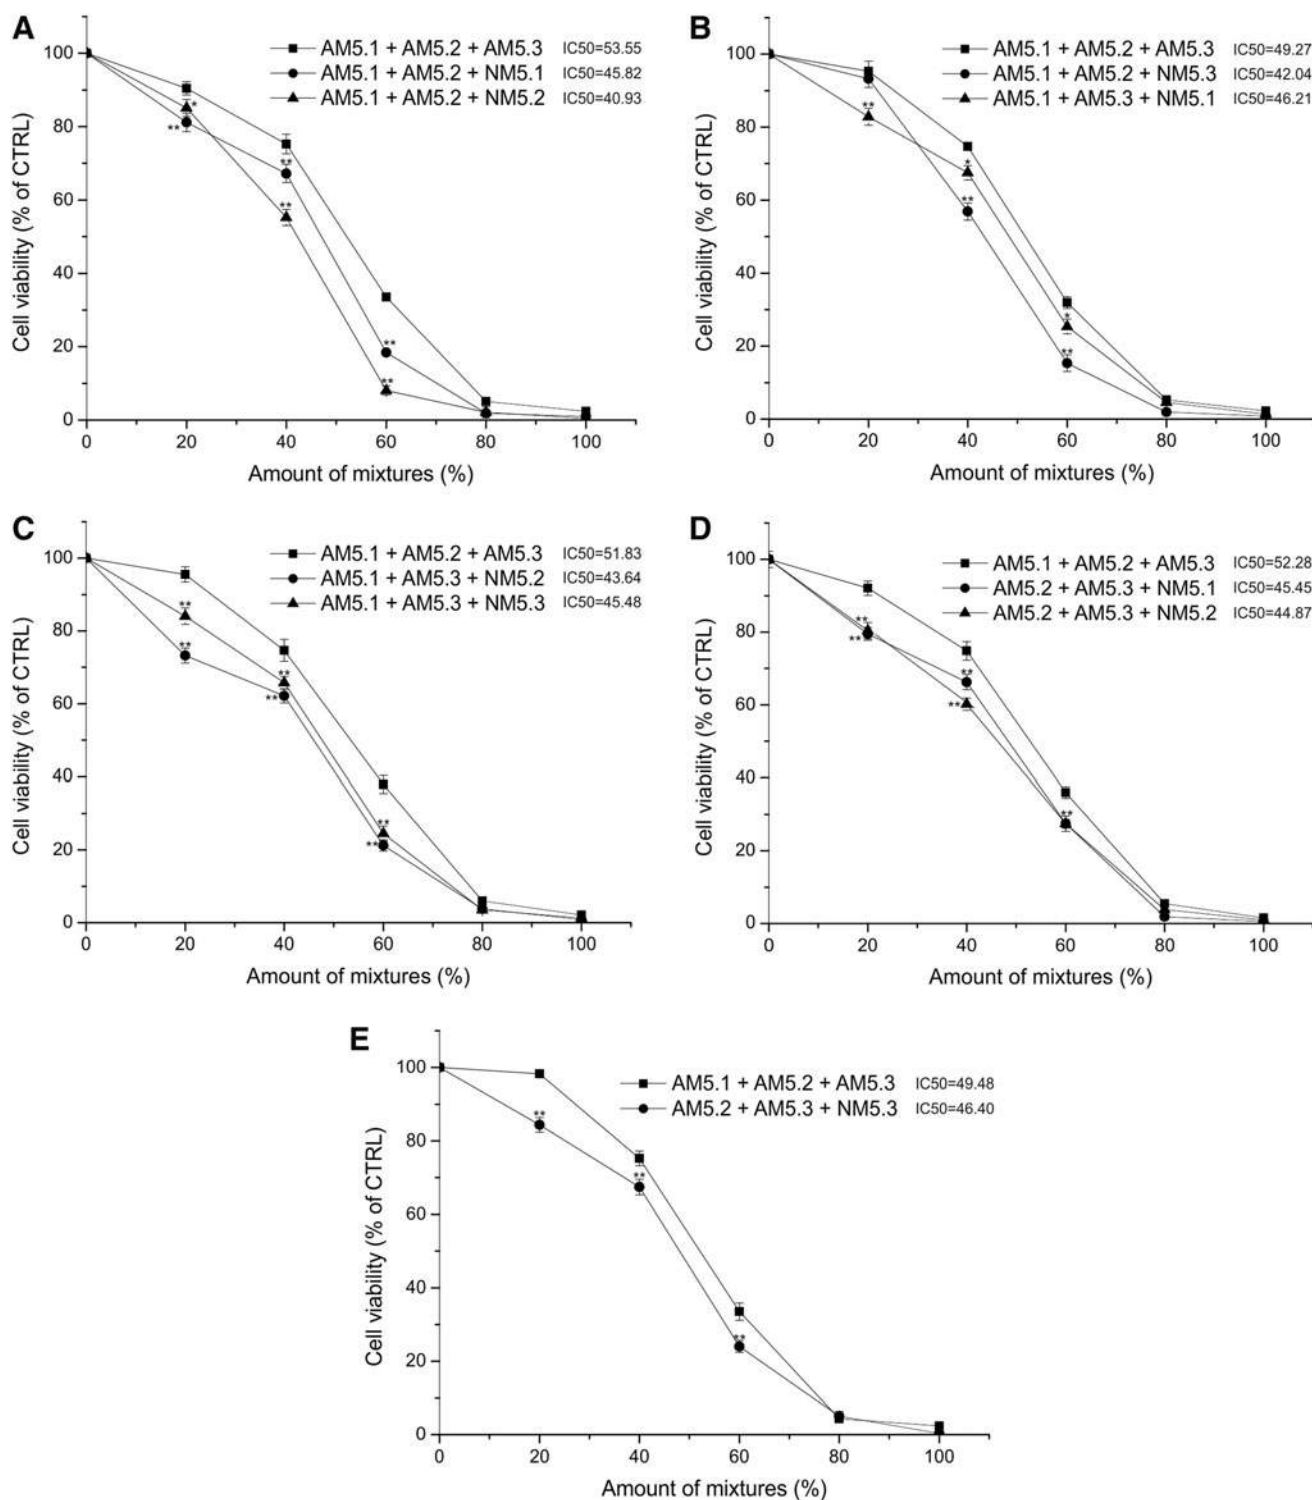 A
AM5.1 + AM5.2 + AM5.3 IC50=53.55
AM5.1 + AM5.2 + NM5.1 IC50=45.82
AM5.1 + AM5.2 + NM5.2 IC50=40.93
100
80
60
40
20
0
Cell viability (% of CTRL)
*
**
**
**
**
**
0 20 40 60 80 100
Amount of mixtures (%)
B
AM5.1 + AM5.2 + AM5.3 IC50=49.27
AM5.1 + AM5.2 + NM5.3 IC50=42.04
AM5.1 + AM5.3 + NM5.1 IC50=46.21
100
80
60
40
20
0
Cell viability (% of CTRL)
**
*
**
*
**
0 20 40 60 80 100
Amount of mixtures (%)
C
AM5.1 + AM5.2 + AM5.3 IC50=51.83
AM5.1 + AM5.3 + NM5.2 IC50=43.64
AM5.1 + AM5.3 + NM5.3 IC50=45.48
100
80
60
40
20
0
Cell viability (% of CTRL)
**
**
**
**
**
**
0 20 40 60 80 100
Amount of mixtures (%)
D
AM5.1 + AM5.2 + AM5.3 IC50=52.28
AM5.2 + AM5.3 + NM5.1 IC50=45.45
AM5.2 + AM5.3 + NM5.2 IC50=44.87
100
80
60
40
20
0
Cell viability (% of CTRL)
**
**
**
**
**
0 20 40 60 80 100
Amount of mixtures (%)
E
AM5.1 + AM5.2 + AM5.3 IC50=49.48
AM5.2 + AM5.3 + NM5.3 IC50=46.40
100
80
60
40
20
0
Cell viability (% of CTRL)
**
**
**
0 20 40 60 80 100
Amount of mixtures (%)